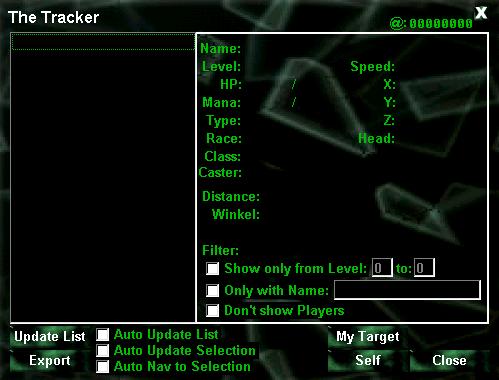 The Tracker X
@:00000000
Name:
Level: Speed:
HP: / X:
Mana: / Y:
Type: Z:
Race: Head:
Class:
Caster:
Distance:
Winkel:
Filter:
Show only from Level: 0 to: 0
Only with Name:
Don't show Players
Update List Auto Update List My Target
Auto Update Selection
Export Auto Nav to Selection Self Close